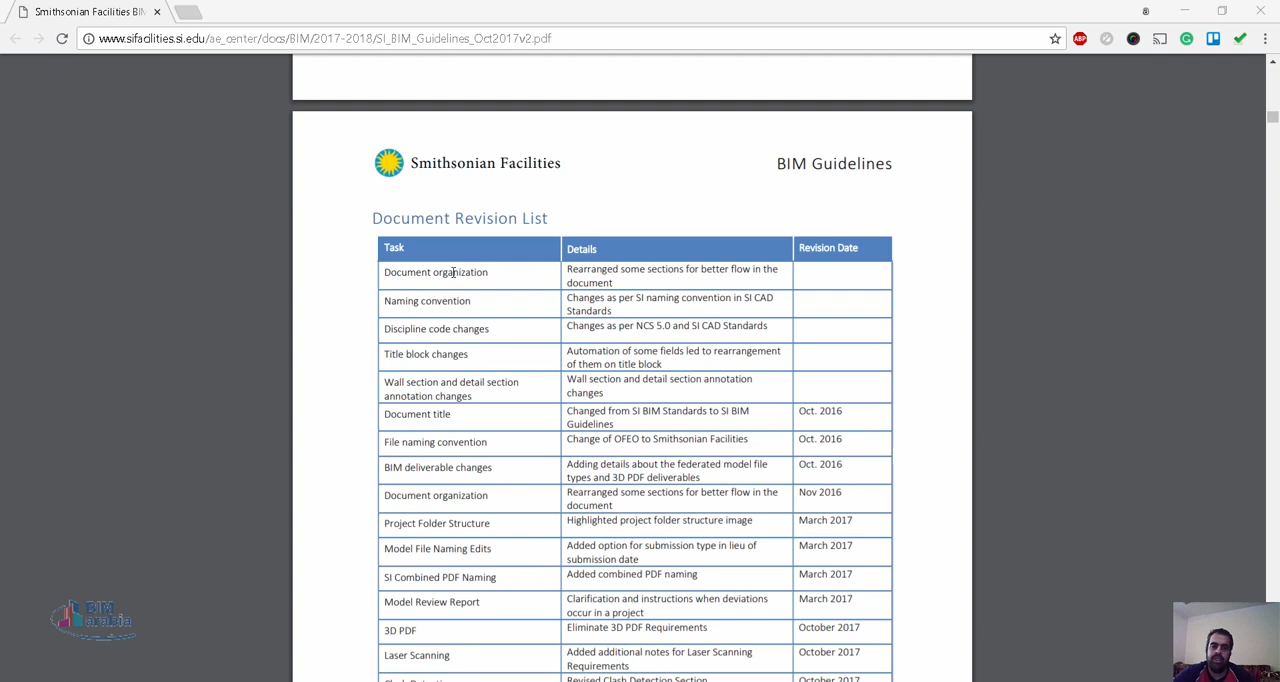 Smithsonian Facilities BIM
www.sifacilities.si.edu/ae_center/docs/BIM/2017-2018/SI_BIM_Guidelines_Oct2017v2.pdf
ABP
Smithsonian Facilities
BIM Guidelines
Document Revision List
Task Details Revision Date
Document organization Rearranged some sections for better flow in the
document
Naming convention Changes as per SI naming convention in SI CAD
Standards
Discipline code changes Changes as per NCS 5.0 and SI CAD Standards
Title block changes Automation of some fields led to rearrangement
of them on title block
Wall section and detail section Wall section and detail section annotation
annotation changes changes
Document title Changed from SI BIM Standards to SI BIM Oct. 2016
Guidelines
File naming convention Change of OFEO to Smithsonian Facilities Oct. 2016
BIM deliverable changes Adding details about the federated model file Oct. 2016
types and 3D PDF deliverables
Document organization Rearranged some sections for better flow in the Nov 2016
document
Project Folder Structure Highlighted project folder structure image March 2017
Model File Naming Edits Added option for submission type in lieu of March 2017
submission date
SI Combined PDF Naming Added combined PDF naming March 2017
Model Review Report Clarification and instructions when deviations March 2017
occur in a project
3D PDF Eliminate 3D PDF Requirements October 2017
Laser Scanning Added additional notes for Laser Scanning October 2017
Requirements
Clash Detection Revised Clash Detection Section October 2017
BIM
arabia